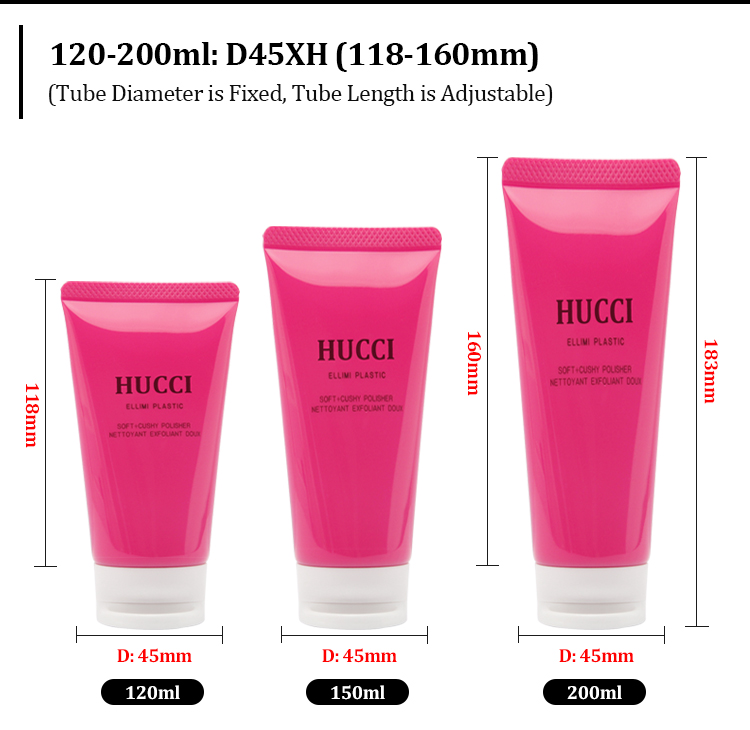 120-200ml: D45XH (118-160mm)
(Tube Diameter is Fixed, Tube Length is Adjustable)
118mm
HUCCI
ELLIMI PLASTIC
SOFT+CUSHY POLISHER
NETTOYANT EXFOLIANT DOUX
HUCCI
ELLIMI PLASTIC
SOFT+CUSHY POLISHER
NETTOYANT EXFOLIANT DOUX
160mm
HUCCI
ELLIMI PLASTIC
SOFT+CUSHY POLISHER
NETTOYANT EXFOLIANT DOUX
183mm
D: 45mm
D: 45mm
D: 45mm
120ml
150ml
200ml